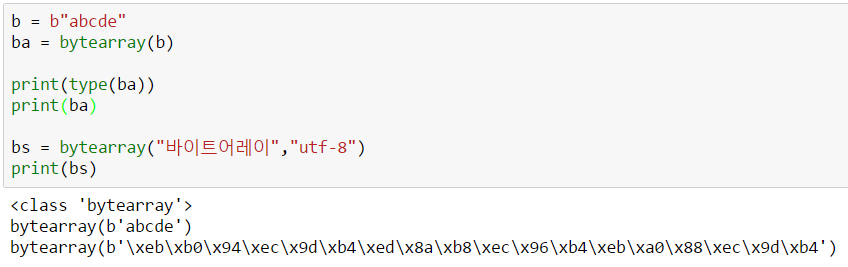 b = b"abcde"
ba = bytearray(b)
print(type(ba))
print(ba)
bs = bytearray("바이트어레이","utf-8")
print(bs)
<class 'bytearray'>
bytearray(b'abcde')
bytearray(b'\xeb\xb0\x94\xec\x9d\xb4\xed\x8a\xb8\xec\x96\xb4\xeb\xa0\x88\xec\x9d\xb4')